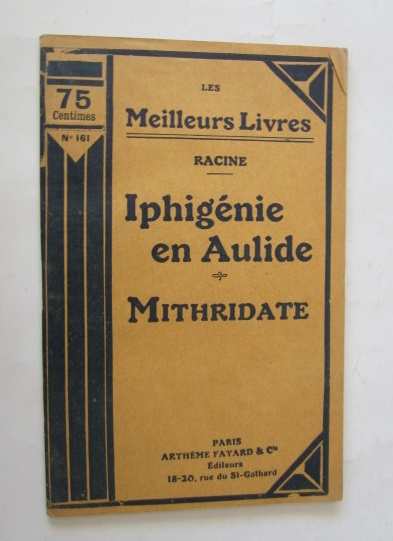 75
Centimes
N° 161
LES
Meilleurs Livres
RACINE
Iphigénie
en Aulide
MITHRIDATE
PARIS
ARTHÈME FAYARD & Cie
Éditeurs
18-20, rue du St-Gothard